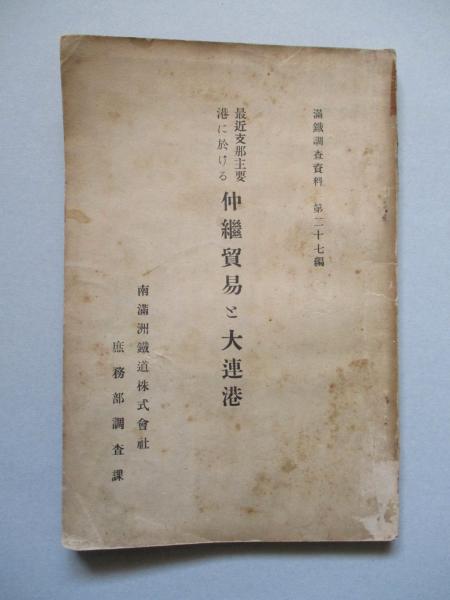 滿鐵調査資料　第二十七編
最近支那主要
港に於ける
仲繼貿易と大連港
南滿洲鐵道株式會社
庶務部調査課